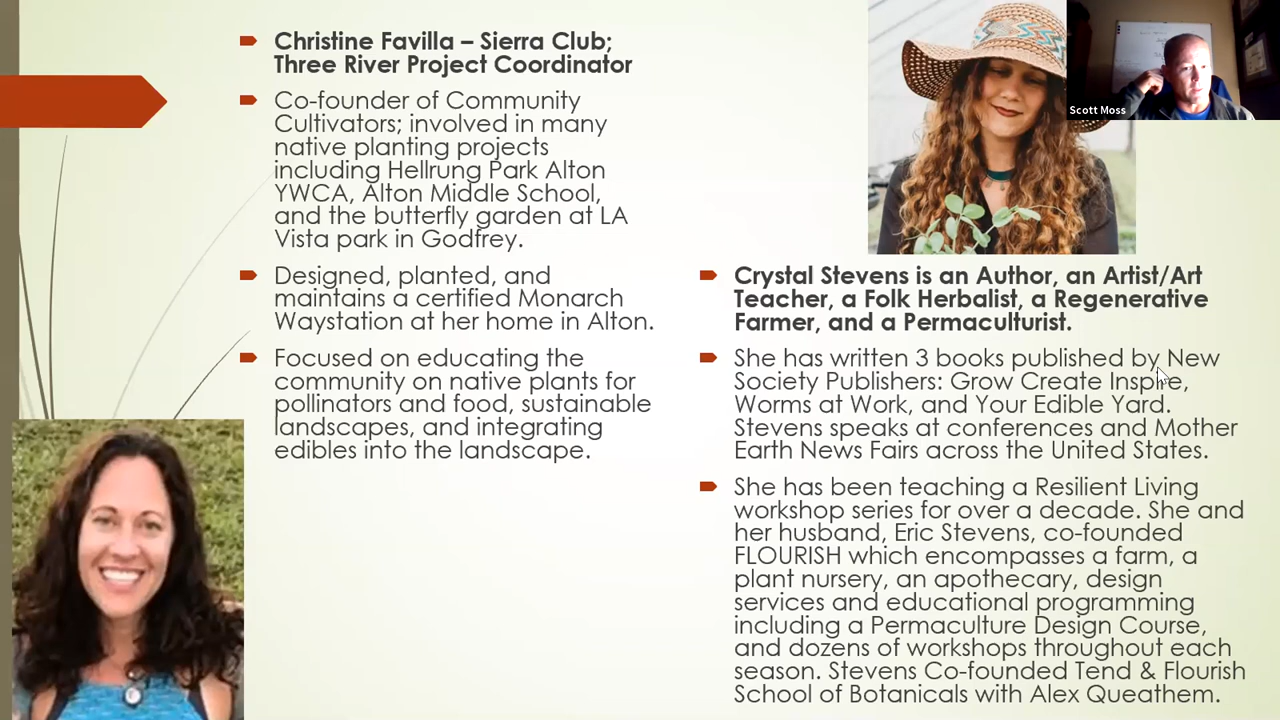 Christine Favilla – Sierra Club;
Three River Project Coordinator
Co-founder of Community
Cultivators; involved in many
native planting projects
including Hellrung Park Alton
YWCA, Alton Middle School,
and the butterfly garden at LA
Vista park in Godfrey.
Designed, planted, and
maintains a certified Monarch
Waystation at her home in Alton.
Focused on educating the
community on native plants for
pollinators and food, sustainable
landscapes, and integrating
edibles into the landscape.
Scott Moss
Crystal Stevens is an Author, an Artist/Art
Teacher, a Folk Herbalist, a Regenerative
Farmer, and a Permaculturist.
She has written 3 books published by New
Society Publishers: Grow Create Inspire,
Worms at Work, and Your Edible Yard.
Stevens speaks at conferences and Mother
Earth News Fairs across the United States.
She has been teaching a Resilient Living
workshop series for over a decade. She and
her husband, Eric Stevens, co-founded
FLOURISH which encompasses a farm, a
plant nursery, an apothecary, design
services and educational programming
including a Permaculture Design Course,
and dozens of workshops throughout each
season. Stevens Co-founded Tend & Flourish
School of Botanicals with Alex Queathem.